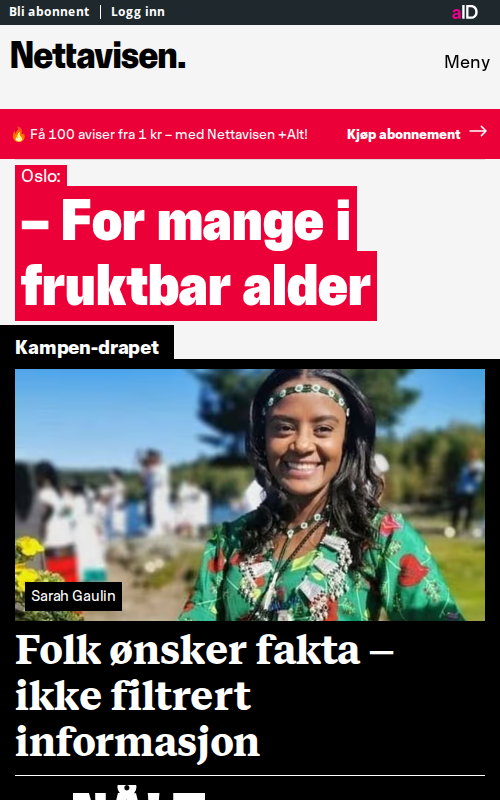 Bli abonnent | Logg inn
aID
Nettavisen.
Meny
🔥 Få 100 aviser fra 1 kr – med Nettavisen +Alt!
Kjøp abonnement →
Oslo:
– For mange i
fruktbar alder
Kampen-drapet
Sarah Gaulin
Folk ønsker fakta –
ikke filtrert
informasjon